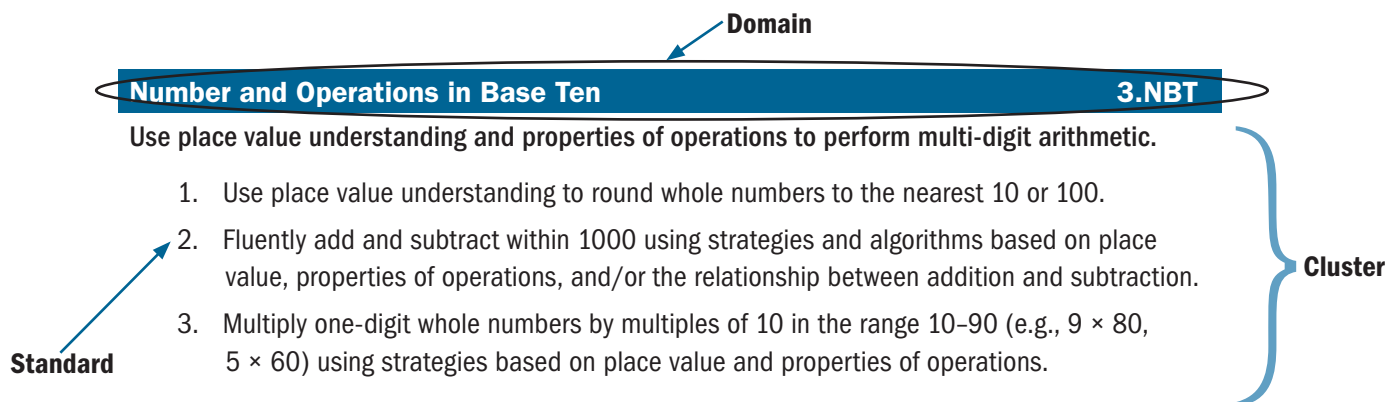 Domain
Number and Operations in Base Ten 3.NBT
Use place value understanding and properties of operations to perform multi-digit arithmetic.
1. Use place value understanding to round whole numbers to the nearest 10 or 100.
2. Fluently add and subtract within 1000 using strategies and algorithms based on place
value, properties of operations, and/or the relationship between addition and subtraction.
Cluster
3. Multiply one-digit whole numbers by multiples of 10 in the range 10–90 (e.g., 9 × 80,
5 × 60) using strategies based on place value and properties of operations.
Standard